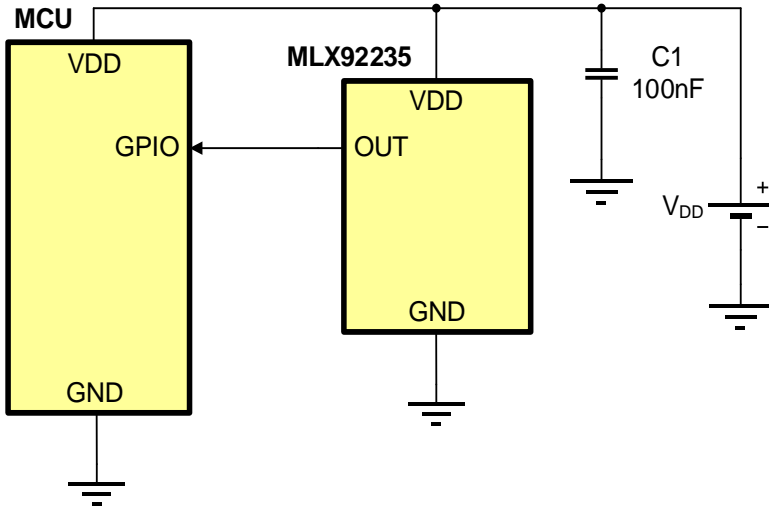 MCU
VDD
GPIO
GND
MLX92235
VDD
OUT
GND
C1
100nF
VDD
+
−